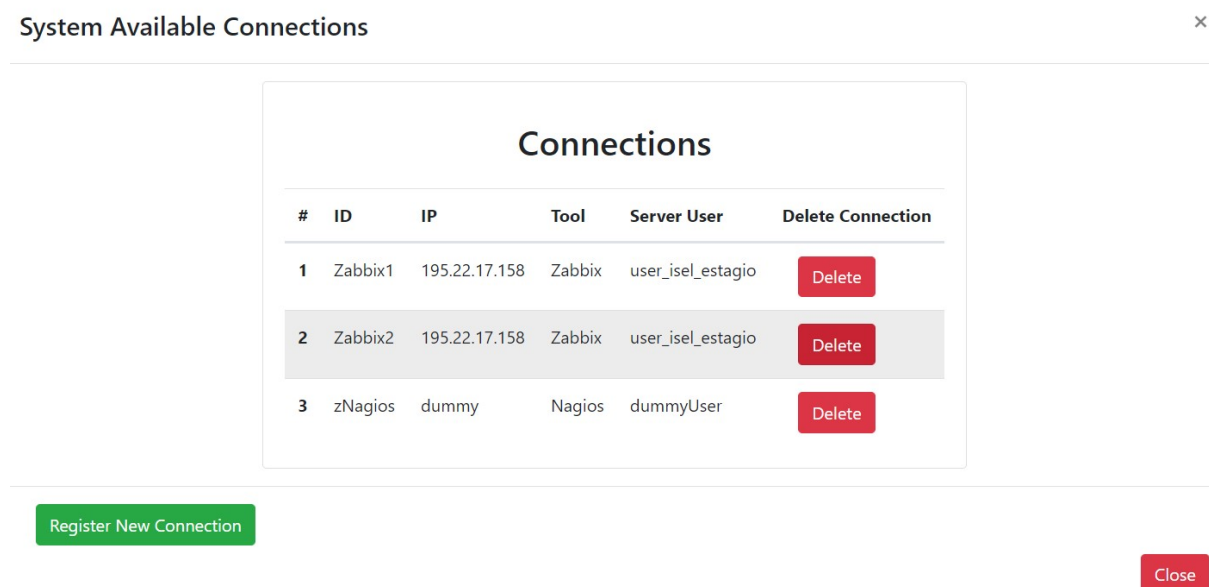 System Available Connections ×
Connections
# ID IP Tool Server User Delete Connection
1 Zabbix1 195.22.17.158 Zabbix user_isel_estagio Delete
2 Zabbix2 195.22.17.158 Zabbix user_isel_estagio Delete
3 zNagios dummy Nagios dummyUser Delete
Register New Connection
Close